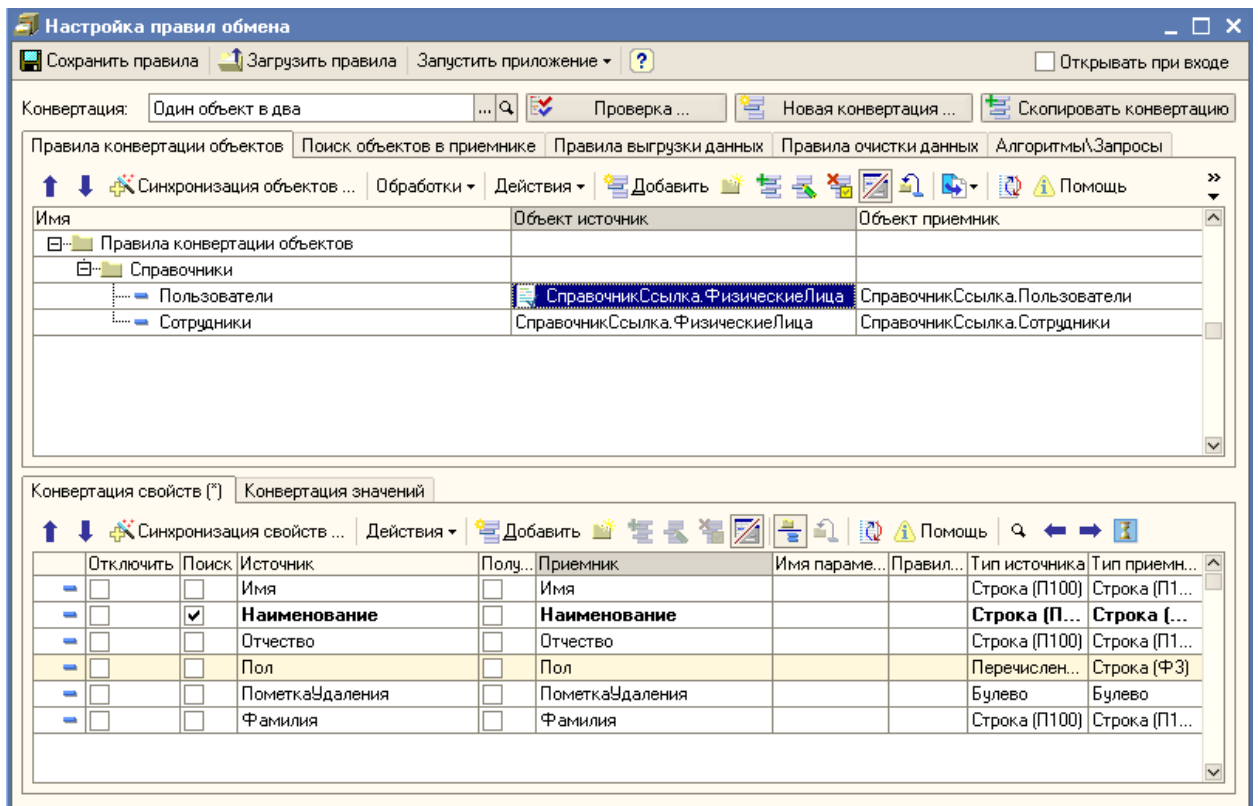 Настройка правил обмена
Сохранить правила Загрузить правила Запустить приложение ? Открывать при входе
Конвертация: Один объект в два ... Проверка ... Новая конвертация ... Скопировать конвертацию
Правила конвертации объектов Поиск объектов в приемнике Правила выгрузки данных Правила очистки данных Алгоритмы\Запросы
Синхронизация объектов ... Обработки Действия Добавить Помощь »
Имя Объект источник Объект приемник
Правила конвертации объектов
Справочники
Пользователи СправочникСсылка.ФизическиеЛица СправочникСсылка.Пользователи
Сотрудники СправочникСсылка.ФизическиеЛица СправочникСсылка.Сотрудники
Конвертация свойств (*) Конвертация значений
Синхронизация свойств ... Действия Добавить Помощь
Отключить Поиск Источник Полу... Приемник Имя параме... Правил... Тип источника Тип приемн...
Имя Имя Строка (П100) Строка (П1...
Наименование Наименование Строка (П... Строка (...
Отчество Отчество Строка (П100) Строка (П1...
Пол Пол Перечислен... Строка (Ф3)
ПометкаУдаления ПометкаУдаления Булево Булево
Фамилия Фамилия Строка (П100) Строка (П1...